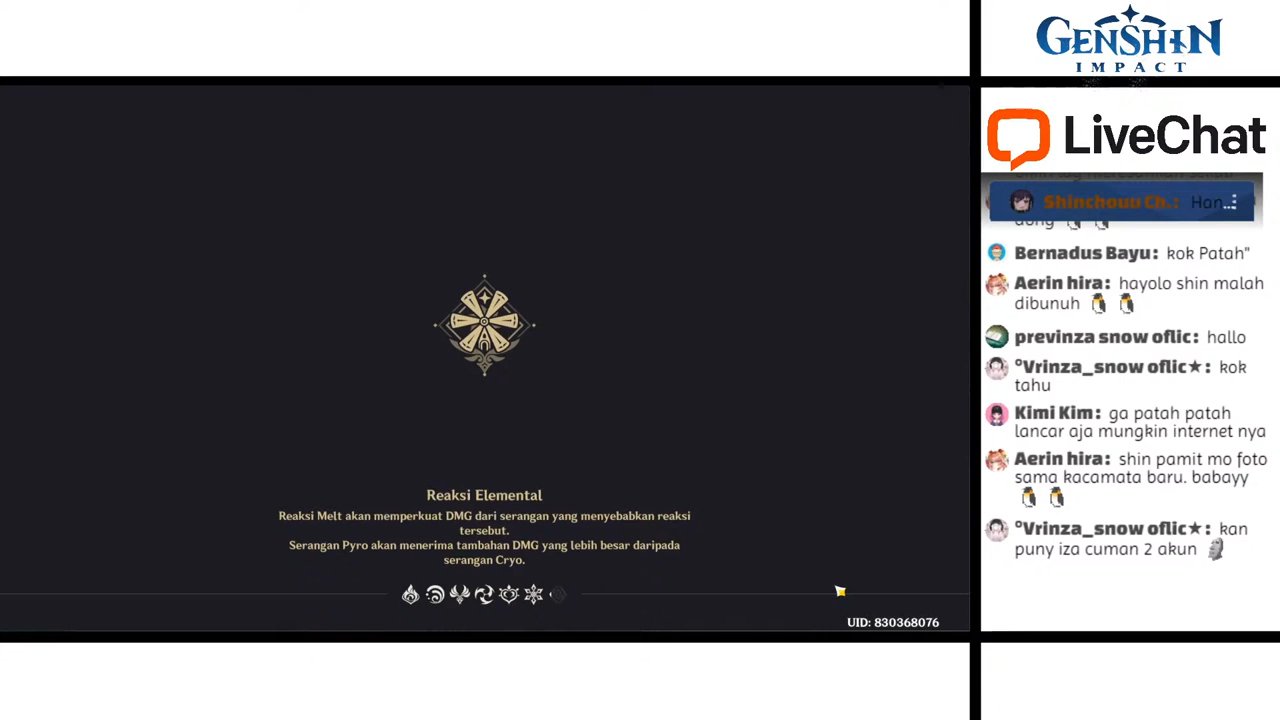 GENSHIN
IMPACT
LiveChat
Shinchouu Ch.: Han...
dong
Bernadus Bayu: kok Patah"
Aerin hira: hayolo shin malah
dibunuh
previnza snow oflic: hallo
°Vrinza_snow oflic★: kok
tahu
Kimi Kim: ga patah patah
lancar aja mungkin internet nya
Aerin hira: shin pamit mo foto
sama kacamata baru. babayy
°Vrinza_snow oflic★: kan
puny iza cuman 2 akun
Reaksi Elemental
Reaksi Melt akan memperkuat DMG dari serangan yang menyebabkan reaksi
tersebut.
Serangan Pyro akan menerima tambahan DMG yang lebih besar daripada
serangan Cryo.
UID: 830368076